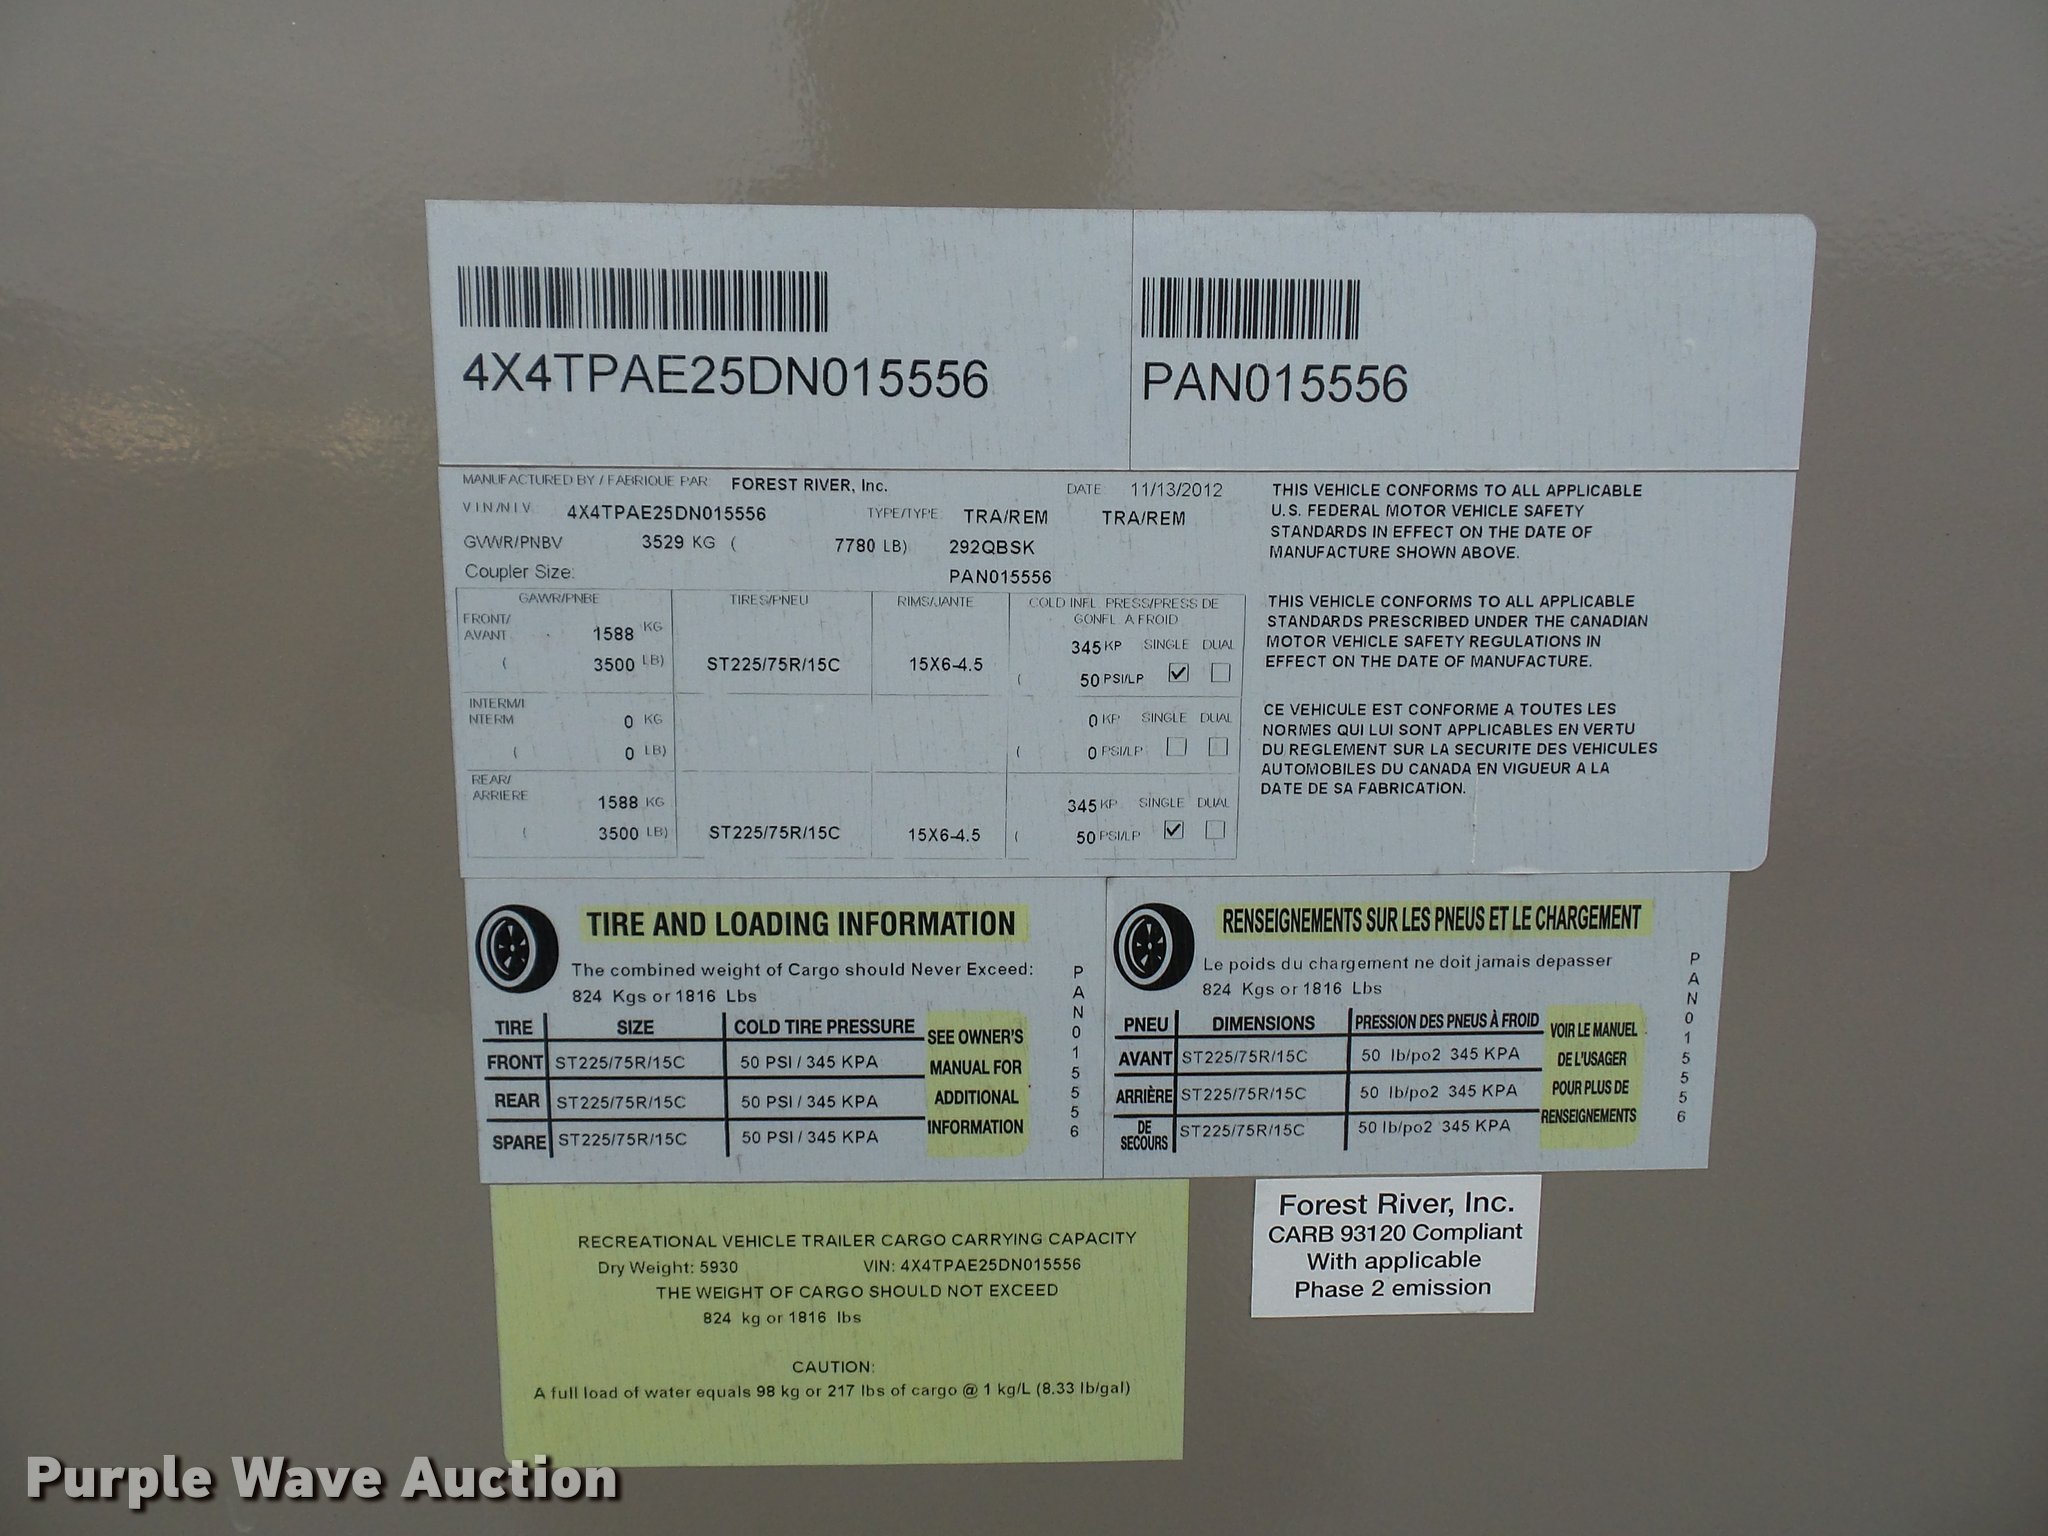 4X4TPAE25DN015556
PAN015556
MANUFACTURED BY / FABRIQUE PAR: FOREST RIVER, Inc.
DATE 11/13/2012
VIN/NIV 4X4TPAE25DN015556 TYPE/TYPE TRA/REM TRA/REM
GVWR/PNBV 3529 KG ( 7780 LB) 292QBSK
Coupler Size: PAN015556
GAWR/PNBE TIRES/PNEU RIMS/JANTE COLD INFL. PRESS/PRESS DE
GONFL. A FROID
FRONT/
AVANT 1588 KG 345 KP SINGLE DUAL
( 3500 LB) ST225/75R/15C 15X6-4.5 ( 50 PSI/LP ✓
INTERM/I
NTERM 0 KG 0 KP SINGLE DUAL
( 0 LB) ( 0 PSI/LP
REAR/
ARRIERE 1588 KG 345 KP SINGLE DUAL
( 3500 LB) ST225/75R/15C 15X6-4.5 ( 50 PSI/LP ✓
THIS VEHICLE CONFORMS TO ALL APPLICABLE
U.S. FEDERAL MOTOR VEHICLE SAFETY
STANDARDS IN EFFECT ON THE DATE OF
MANUFACTURE SHOWN ABOVE.
THIS VEHICLE CONFORMS TO ALL APPLICABLE
STANDARDS PRESCRIBED UNDER THE CANADIAN
MOTOR VEHICLE SAFETY REGULATIONS IN
EFFECT ON THE DATE OF MANUFACTURE.
CE VEHICULE EST CONFORME A TOUTES LES
NORMES QUI LUI SONT APPLICABLES EN VERTU
DU REGLEMENT SUR LA SECURITE DES VEHICULES
AUTOMOBILES DU CANADA EN VIGUEUR A LA
DATE DE SA FABRICATION.
TIRE AND LOADING INFORMATION
The combined weight of Cargo should Never Exceed:
824 Kgs or 1816 Lbs
TIRE SIZE COLD TIRE PRESSURE
FRONT ST225/75R/15C 50 PSI / 345 KPA
REAR ST225/75R/15C 50 PSI / 345 KPA
SPARE ST225/75R/15C 50 PSI / 345 KPA
SEE OWNER'S
MANUAL FOR
ADDITIONAL
INFORMATION
PAN015556
RENSEIGNEMENTS SUR LES PNEUS ET LE CHARGEMENT
Le poids du chargement ne doit jamais depasser
824 Kgs or 1816 Lbs
PNEU DIMENSIONS PRESSION DES PNEUS À FROID
AVANT ST225/75R/15C 50 lb/po2 345 KPA
ARRIÈRE ST225/75R/15C 50 lb/po2 345 KPA
DE
SECOURS ST225/75R/15C 50 lb/po2 345 KPA
VOIR LE MANUEL
DE L'USAGER
POUR PLUS DE
RENSEIGNEMENTS
PAN015556
RECREATIONAL VEHICLE TRAILER CARGO CARRYING CAPACITY
Dry Weight: 5930 VIN: 4X4TPAE25DN015556
THE WEIGHT OF CARGO SHOULD NOT EXCEED
824 kg or 1816 lbs
CAUTION:
A full load of water equals 98 kg or 217 lbs of cargo @ 1 kg/L (8.33 lb/gal)
Forest River, Inc.
CARB 93120 Compliant
With applicable
Phase 2 emission
Purple Wave Auction